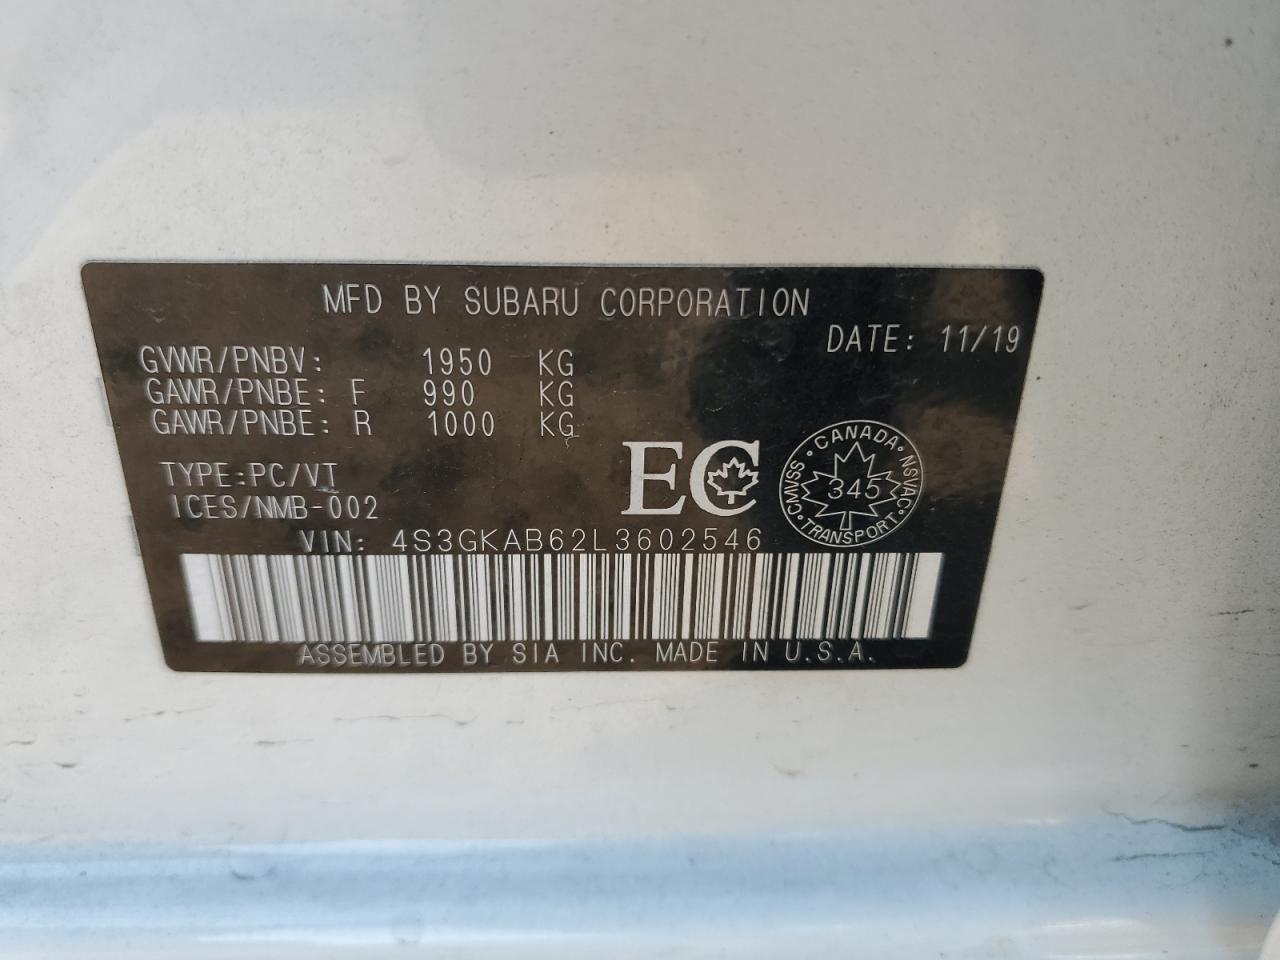 MFD BY SUBARU CORPORATION
DATE: 11/19
GVWR/PNBV: 1950 KG
GAWR/PNBE: F 990 KG
GAWR/PNBE: R 1000 KG
TYPE:PC/VT
ICES/NMB-002
EC
CANADA
NSVAC
TRANSPORT
CMVSS
345
VIN: 4S3GKAB62L3602546
ASSEMBLED BY SIA INC. MADE IN U.S.A.